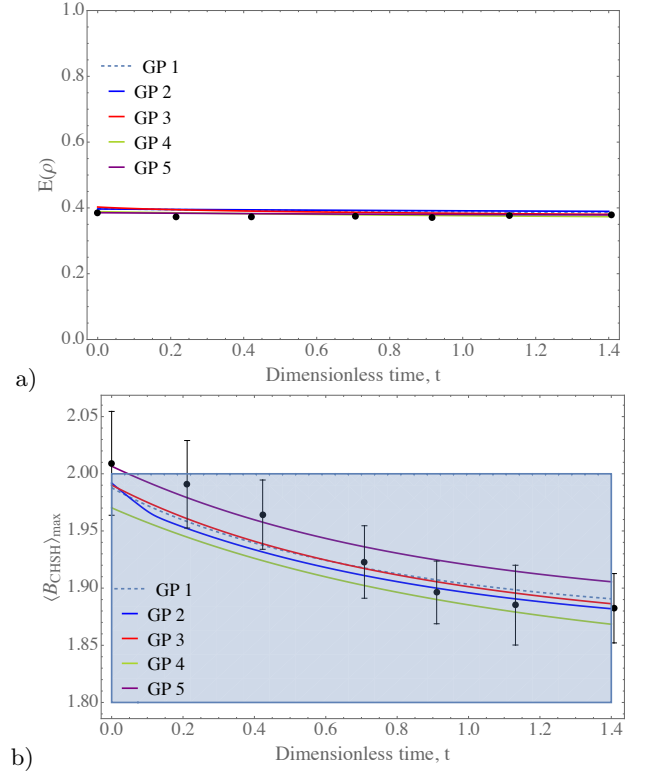 1.0
0.8
0.6
0.4
0.2
0.0
E(ρ)
GP 1
GP 2
GP 3
GP 4
GP 5
0.0 0.2 0.4 0.6 0.8 1.0 1.2 1.4
Dimensionless time, t
a)
2.05
2.00
1.95
1.90
1.85
1.80
⟨B_CHSH⟩_max
GP 1
GP 2
GP 3
GP 4
GP 5
0.0 0.2 0.4 0.6 0.8 1.0 1.2 1.4
Dimensionless time, t
b)